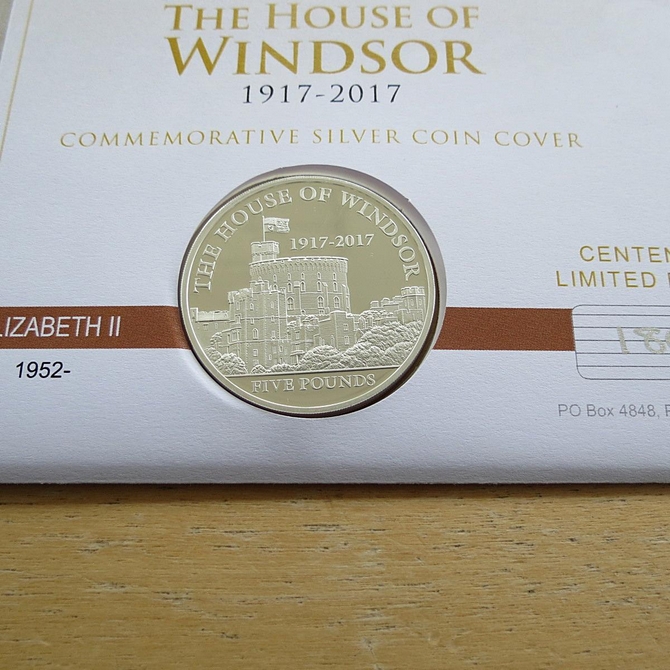 THE HOUSE OF
WINDSOR
1917-2017
COMMEMORATIVE SILVER COIN COVER
THE HOUSE OF WINDSOR
1917-2017
FIVE POUNDS
LIZABETH II
1952-
CENTEN
LIMITED
PO Box 4848,